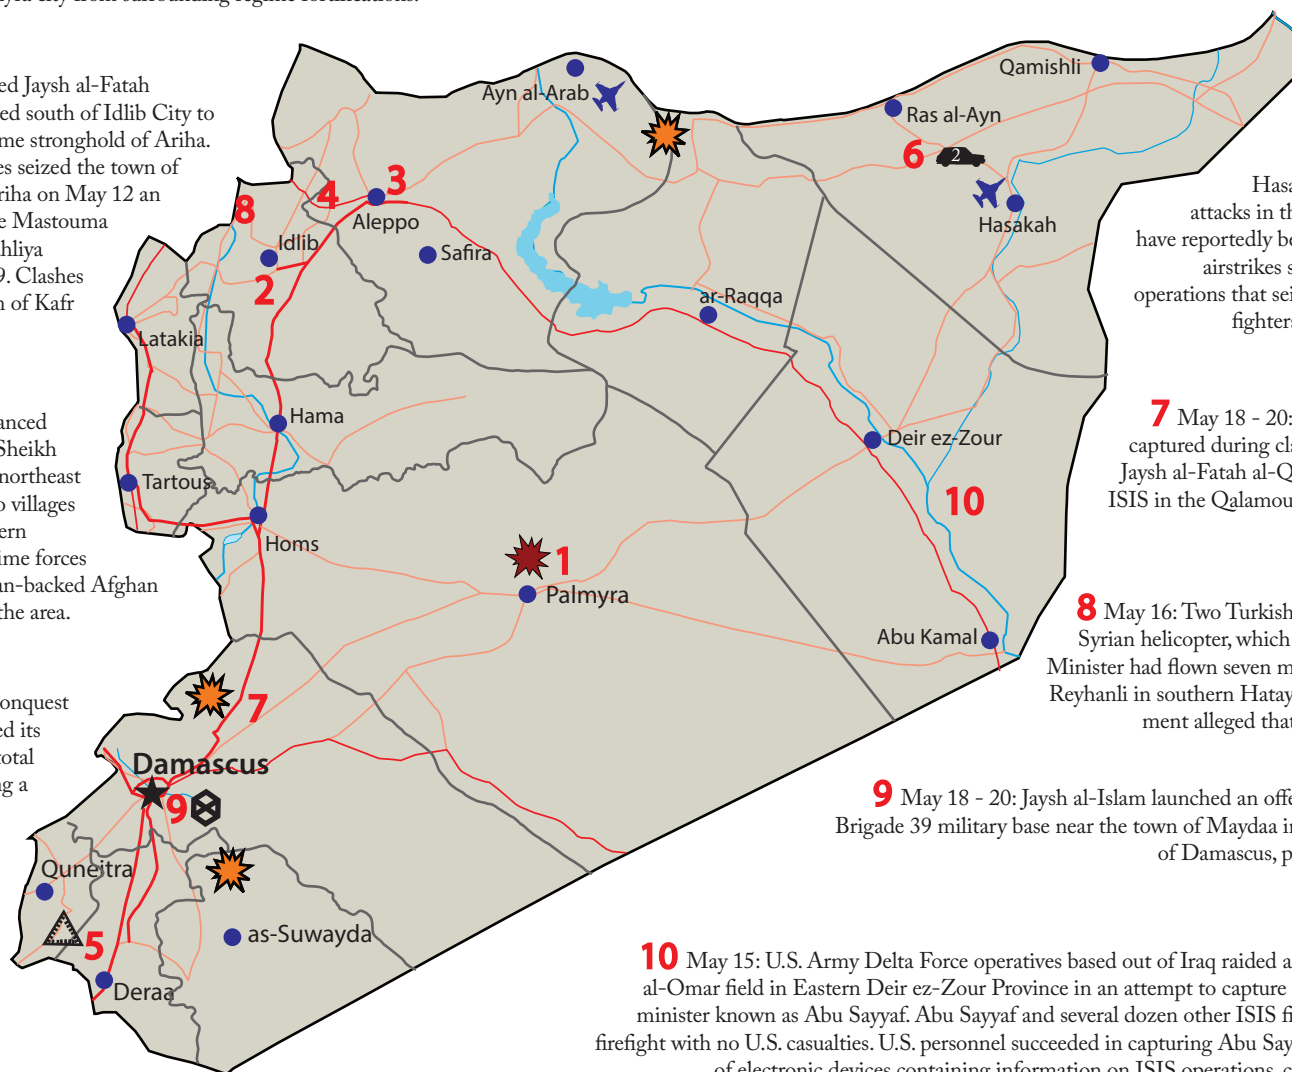 ed Jaysh al-Fatah
ed south of Idlib City to
me stronghold of Ariha.
es seized the town of
riha on May 12 an
e Mastouma
hliya
9. Clashes
n of Kafr
anced
Sheikh
northeast
o villages
ern
ime forces
an-backed Afghan
the area.
onquest
ed its
total
ng a
Ayn al-Arab
Qamishli
Ras al-Ayn
6
2
Hasakah
8
4
3
Aleppo
Idlib
Safira
2
ar-Raqqa
Latakia
Hama
Deir ez-Zour
Tartous
10
Homs
1
Palmyra
Abu Kamal
7
Damascus
9
Quneitra
5
as-Suwayda
Deraa
Hasa
attacks in th
have reportedly be
airstrikes s
operations that sei
fighters
7 May 18 - 20:
captured during cla
Jaysh al-Fatah al-Q
ISIS in the Qalamou
8 May 16: Two Turkish
Syrian helicopter, which
Minister had flown seven m
Reyhanli in southern Hatay
ment alleged that
9 May 18 - 20: Jaysh al-Islam launched an offe
Brigade 39 military base near the town of Maydaa in
of Damascus, p
10 May 15: U.S. Army Delta Force operatives based out of Iraq raided a
al-Omar field in Eastern Deir ez-Zour Province in an attempt to capture
minister known as Abu Sayyaf. Abu Sayyaf and several dozen other ISIS fi
firefight with no U.S. casualties. U.S. personnel succeeded in capturing Abu Say
of electronic devices containing information on ISIS operations, c